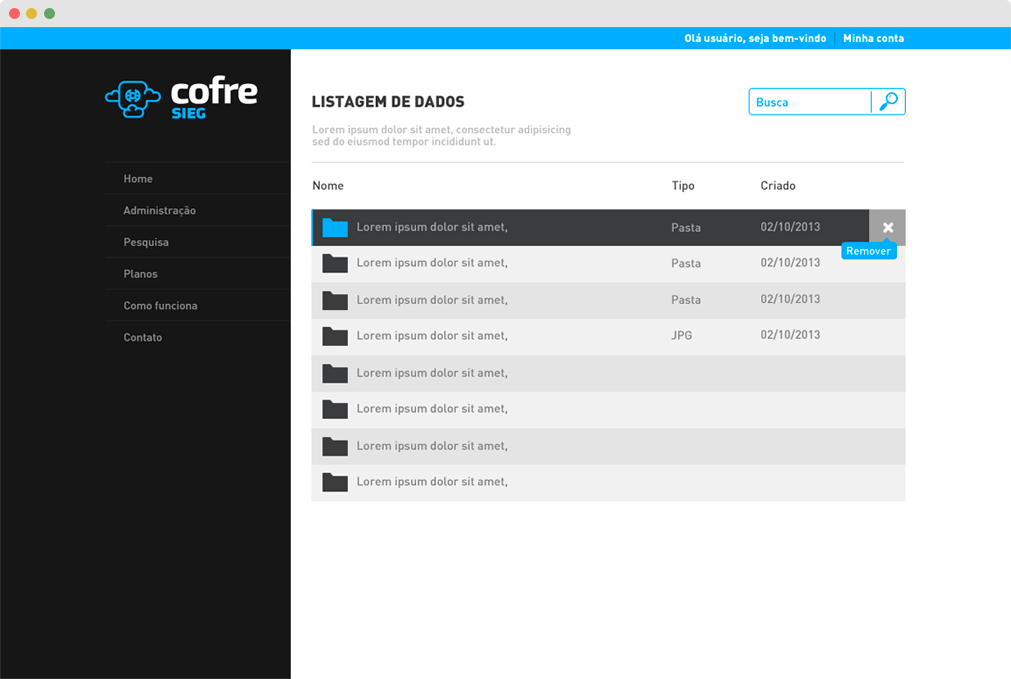 Olá usuário, seja bem-vindo Minha conta
cofre
SIEG
Home
Administração
Pesquisa
Planos
Como funciona
Contato
LISTAGEM DE DADOS
Busca
Lorem ipsum dolor sit amet, consectetur adipisicing
sed do eiusmod tempor incididunt ut.
Nome Tipo Criado
Lorem ipsum dolor sit amet, Pasta 02/10/2013
Remover
Lorem ipsum dolor sit amet, Pasta 02/10/2013
Lorem ipsum dolor sit amet, Pasta 02/10/2013
Lorem ipsum dolor sit amet, JPG 02/10/2013
Lorem ipsum dolor sit amet,
Lorem ipsum dolor sit amet,
Lorem ipsum dolor sit amet,
Lorem ipsum dolor sit amet,